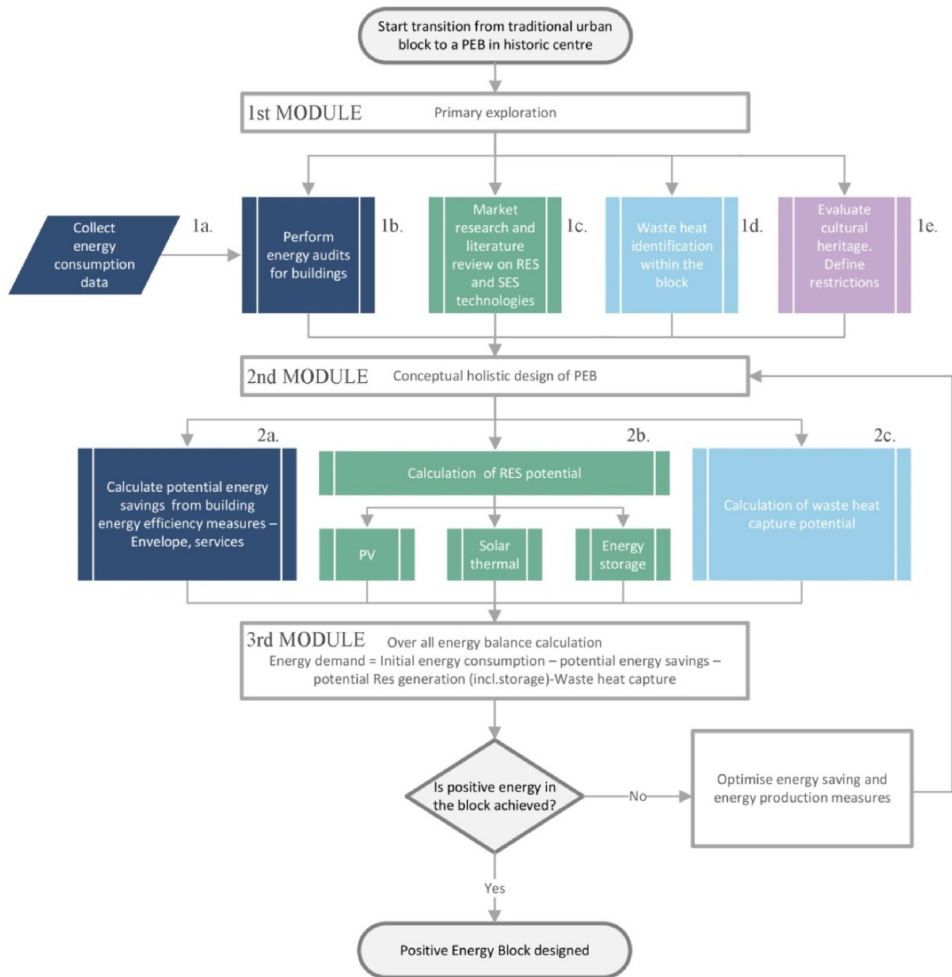 Start transition from traditional urban
block to a PEB in historic centre
1st MODULE Primary exploration
Collect
energy
consumption
data
1a.
Perform
energy audits
for buildings
1b.
Market
research and
literature
review on RES
and SES
technologies
1c.
Waste heat
identification
within the
block
1d.
Evaluate
cultural
heritage.
Define
restrictions
1e.
2nd MODULE Conceptual holistic design of PEB
2a.
Calculate potential energy
savings from building
energy efficiency measures –
Envelope, services
2b.
Calculation of RES potential
PV
Solar
thermal
Energy
storage
2c.
Calculation of waste heat
capture potential
3rd MODULE Over all energy balance calculation
Energy demand = Initial energy consumption – potential energy savings –
potential Res generation (incl.storage)-Waste heat capture
Is positive energy in
the block achieved?
No
Optimise energy saving and
energy production measures
Yes
Positive Energy Block designed